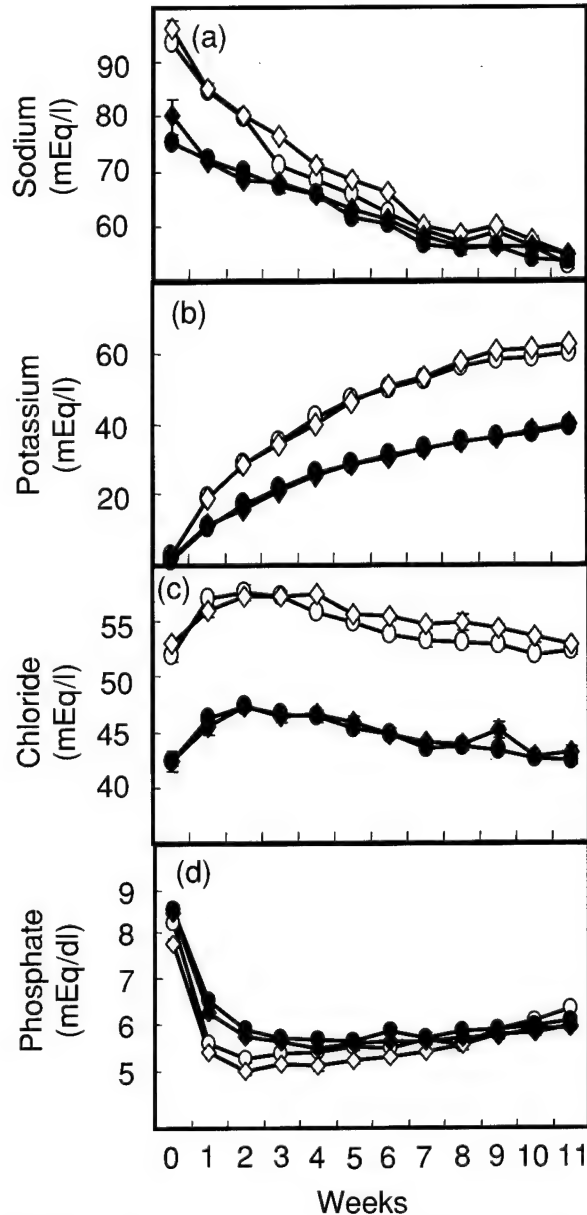 (a)
Sodium
(mEq/l)
90
80
70
60
(b)
Potassium
(mEq/l)
60
40
20
(c)
Chloride
(mEq/l)
55
50
45
40
(d)
Phosphate
(mEq/dl)
9
8
7
6
5
0 1 2 3 4 5 6 7 8 9 10 11
Weeks